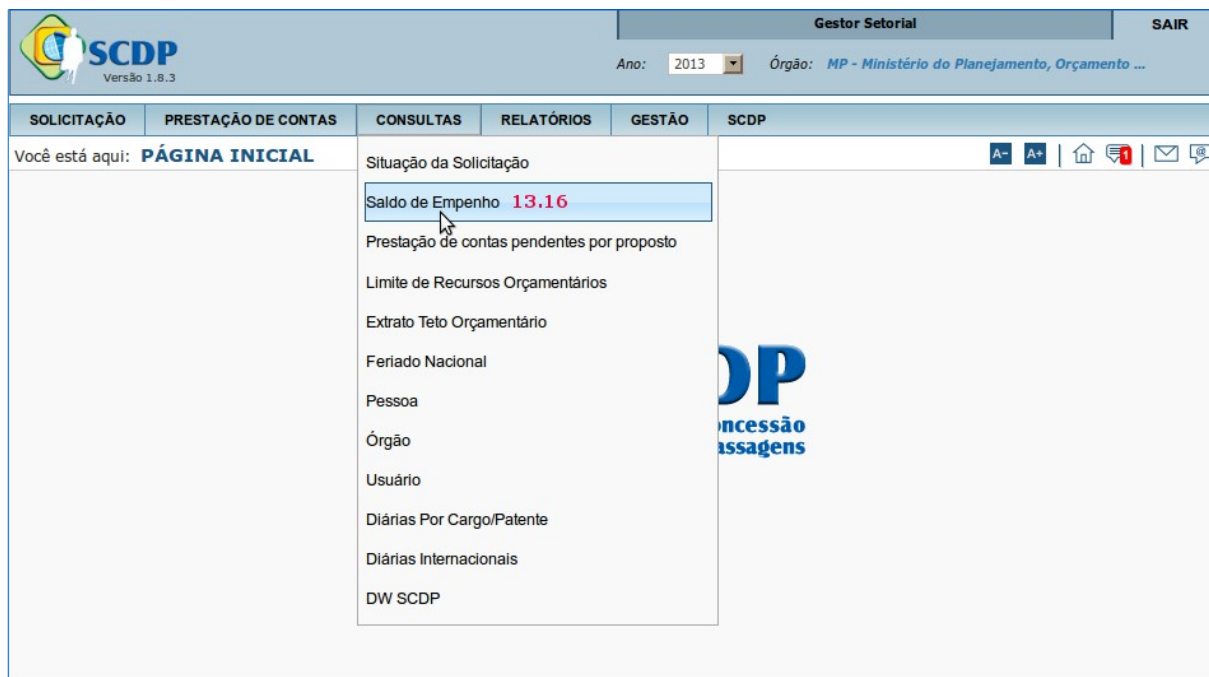 Gestor Setorial SAIR
SCDP
Versão 1.8.3
Ano: 2013 Órgão: MP - Ministério do Planejamento, Orçamento ...
SOLICITAÇÃO PRESTAÇÃO DE CONTAS CONSULTAS RELATÓRIOS GESTÃO SCDP
Você está aqui: PÁGINA INICIAL
A- A+ 1
Situação da Solicitação
Saldo de Empenho 13.16
Prestação de contas pendentes por proposto
Limite de Recursos Orçamentários
Extrato Teto Orçamentário
Feriado Nacional
Pessoa
Órgão
Usuário
Diárias Por Cargo/Patente
Diárias Internacionais
DW SCDP
DP
ncessão
assagens